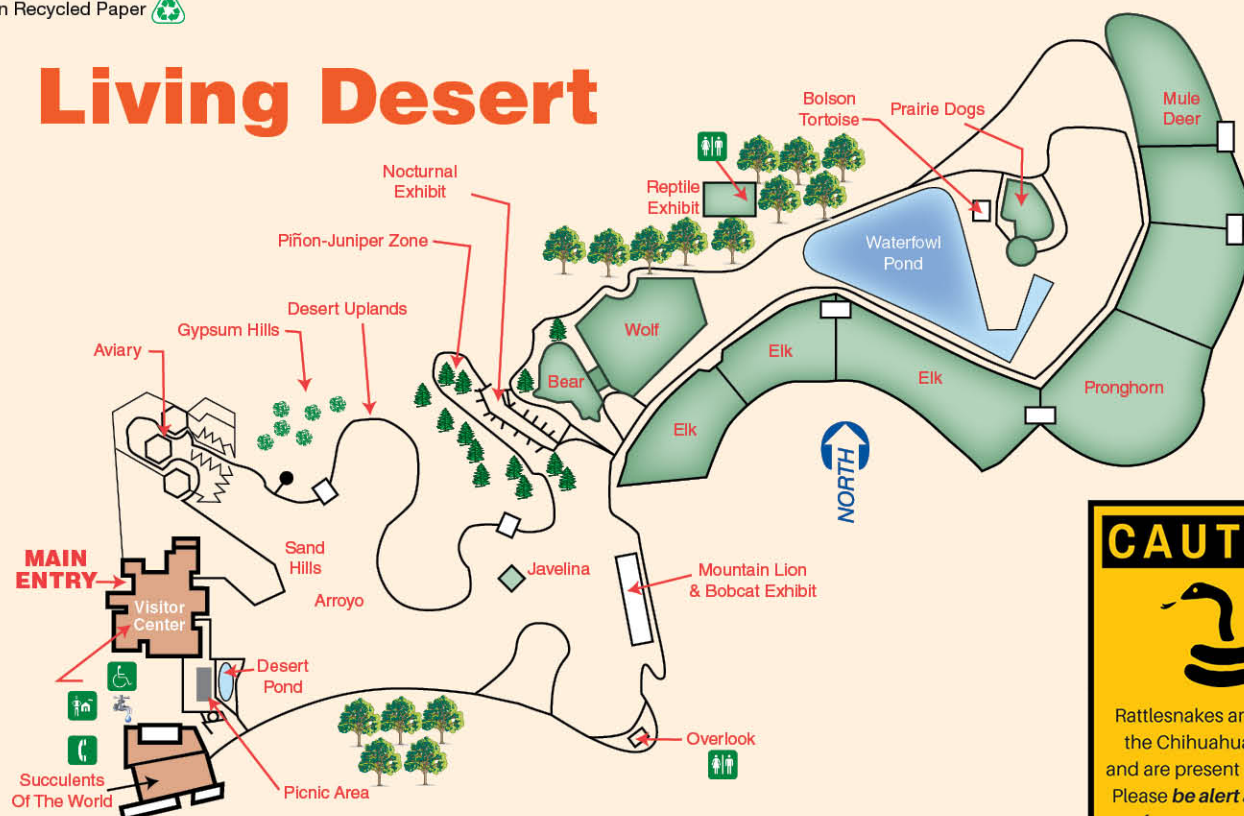 n Recycled Paper
Living Desert
Nocturnal
Exhibit
Piñon-Juniper Zone
Desert Uplands
Gypsum Hills
Aviary
Reptile
Exhibit
Bolson
Tortoise
Prairie Dogs
Mule
Deer
Waterfowl
Pond
Wolf
Bear
Elk
Elk
Elk
Pronghorn
NORTH
Sand
Hills
Arroyo
Javelina
Mountain Lion
& Bobcat Exhibit
MAIN
ENTRY
Visitor
Center
Desert
Pond
Picnic Area
Succulents
Of The World
Overlook
CAUT
Rattlesnakes ar
the Chihuahua
and are present
Please be alert